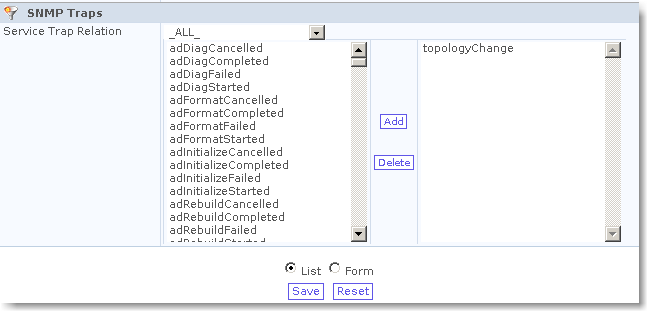 SNMP Traps
Service Trap Relation
_ALL_
adDiagCancelled
adDiagCompleted
adDiagFailed
adDiagStarted
adFormatCancelled
adFormatCompleted
adFormatFailed
adFormatStarted
adInitializeCancelled
adInitializeCompleted
adInitializeFailed
adInitializeStarted
adRebuildCancelled
adRebuildCompleted
adRebuildFailed
adRebuildStarted
Add
Delete
topologyChange
List Form
Save Reset